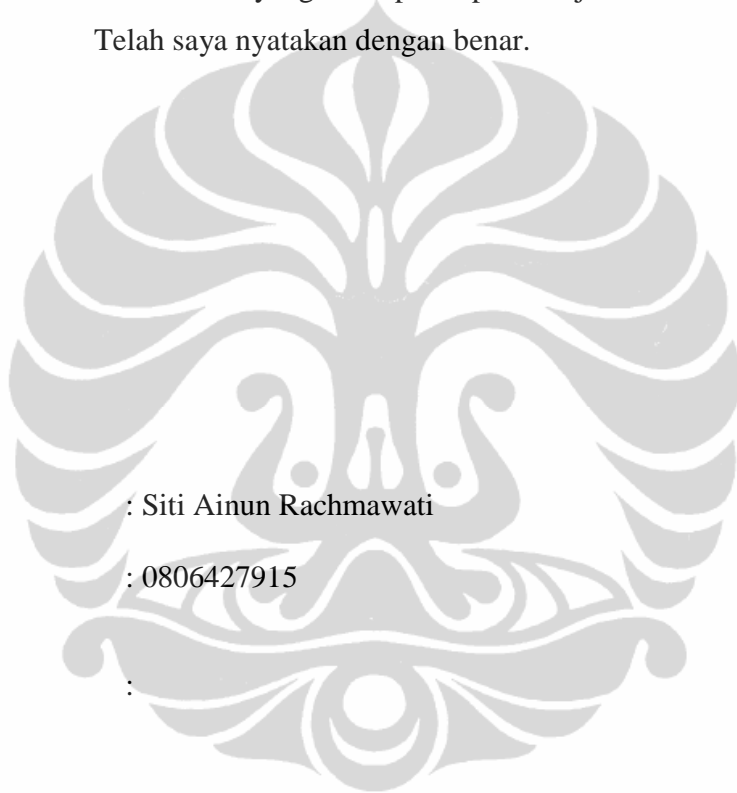 Telah saya nyatakan dengan benar.
: Siti Ainun Rachmawati
: 0806427915
: